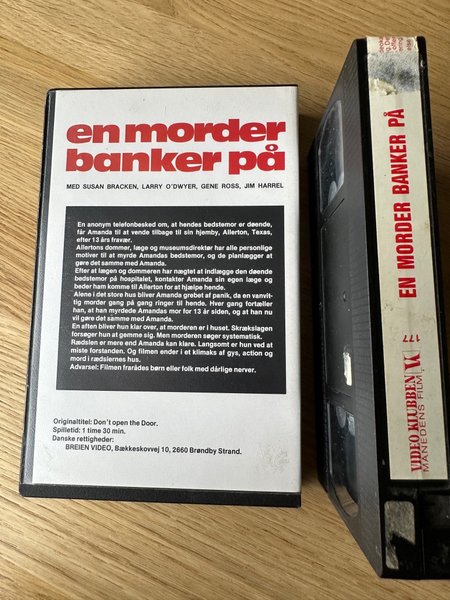 en morder
banker på
MED SUSAN BRACKEN, LARRY O'DWYER, GENE ROSS, JIM HARREL
En anonym telefonbesked om, at hendes bedstemor er døende,
får Amanda til at vende tilbage til sin hjemby, Allerton, Texas,
efter 13 års fravær.
Allertons dommer, læge og museumsdirektør har alle personlige
motiver til at myrde Amandas bedstemor, og de planlægger at
gøre det samme med Amanda.
Efter at lægen og dommeren har nægtet at indlægge den døende
bedstemor på hospitalet, kontakter Amanda sin egen læge og
beder ham komme til Allerton for at hjælpe hende.
Alene i det store hus bliver Amanda grebet af panik, da en vanvit-
tig morder gang på gang ringer til hende. Hver gang fortæller
han, at han myrdede Amandas mor for 13 år siden, og at han nu
vil gøre det samme med Amanda.
En aften bliver hun klar over, at morderen er i huset. Skrækslagen
forsøger hun at gemme sig. Men morderen søger systematisk.
Rædslen er mere end Amanda kan klare. Langsomt er hun ved at
miste forstanden. Og filmen ender i et klimaks af gys, action og
mord i rædslernes hus.
Advarsel: Filmen frarådes børn eller folk med dårlige nerver.
Originaltitel: Don't open the Door.
Spilletid: 1 time 30 min.
Danske rettigheder:
BREIEN VIDEO, Bækkeskovvej 10, 2660 Brøndby Strand.
EN MORDER BANKER PÅ
177
VIDEO KLUBBEN
MÅNEDENS FILM